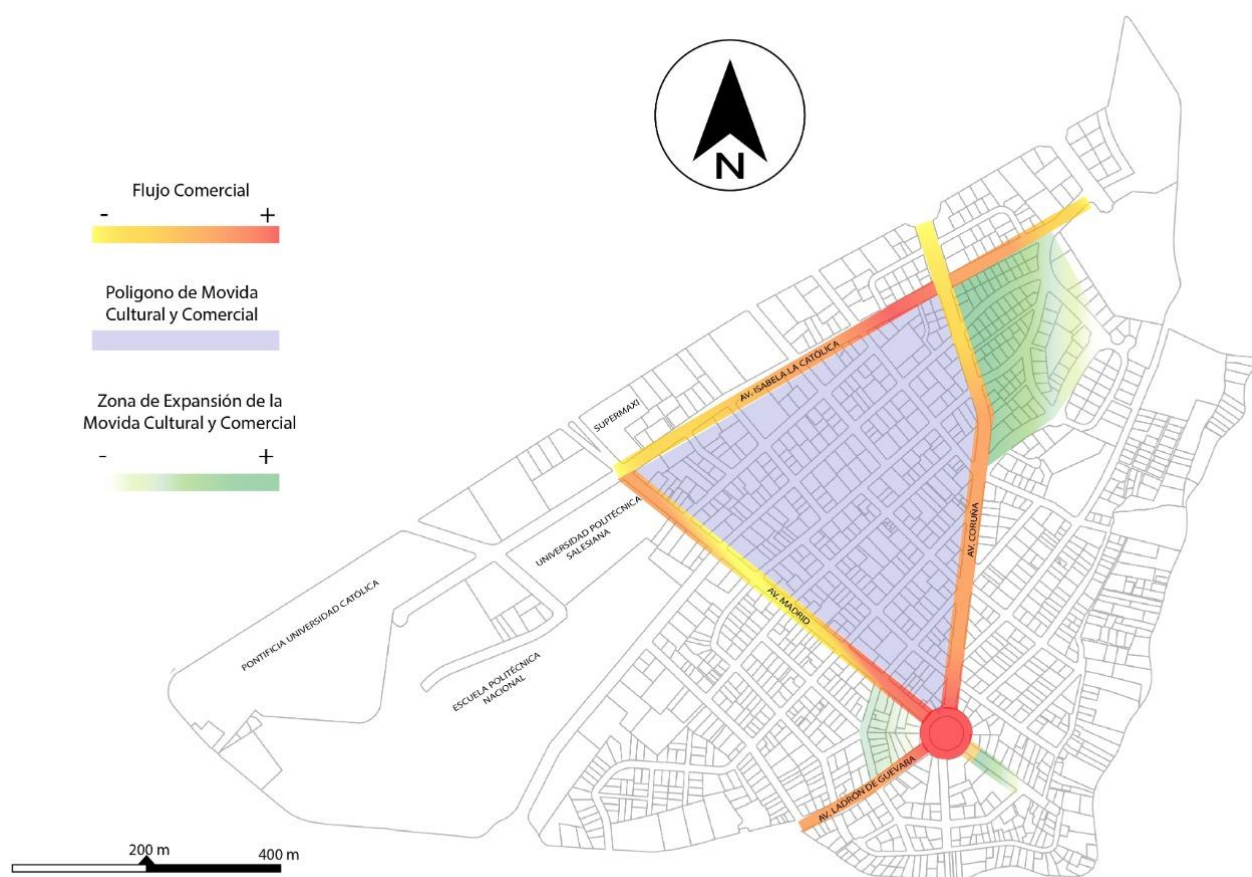 N
Flujo Comercial
- +
Poligono de Movida
Cultural y Comercial
Zona de Expansión de la
Movida Cultural y Comercial
- +
AV. ISABELA LA CATÓLICA
SUPERMAXI
UNIVERSIDAD POLITÉCNICA
SALESIANA
AV. CORUÑA
AV. MADRID
PONTIFICIA UNIVERSIDAD CATÓLICA
ESCUELA POLITÉCNICA
NACIONAL
AV. LADRÓN DE GUEVARA
200 m
400 m